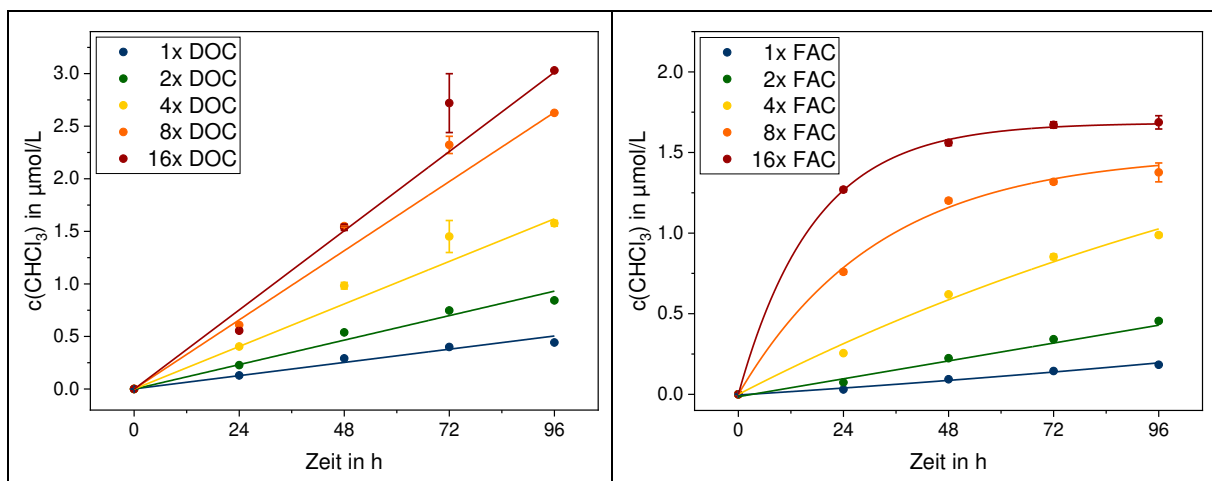 1x DOC
2x DOC
4x DOC
8x DOC
16x DOC
3.0
2.5
2.0
1.5
1.0
0.5
0.0
c(CHCl₃) in µmol/L
0 24 48 72 96
Zeit in h
1x FAC
2x FAC
4x FAC
8x FAC
16x FAC
2.0
1.5
1.0
0.5
0.0
c(CHCl₃) in µmol/L
0 24 48 72 96
Zeit in h